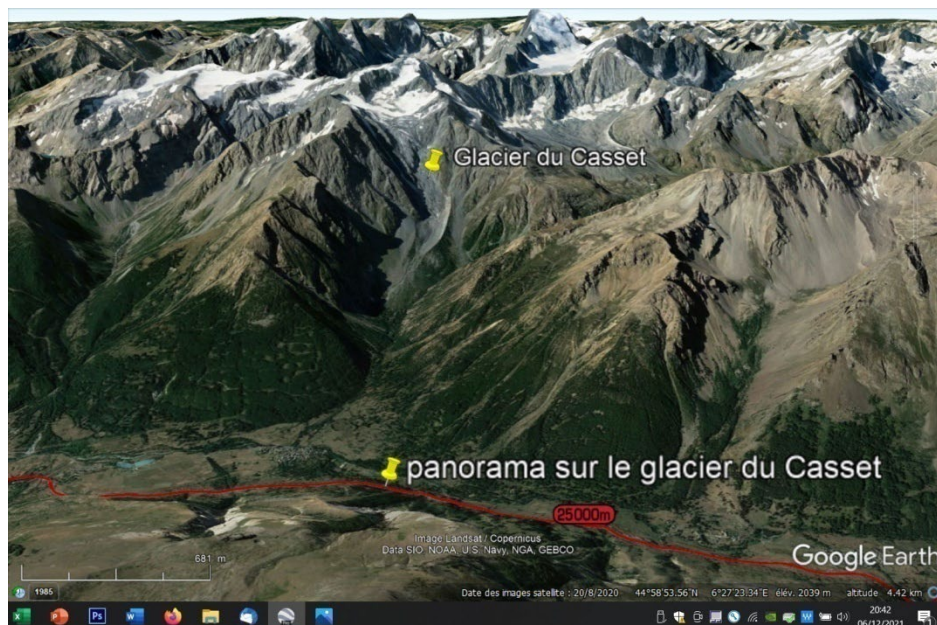 Glacier du Casset
panorama sur le glacier du Casset
25000m
Image Landsat / Copernicus
Data SIO, NOAA, U.S. Navy, NGA, GEBCO
681 m
Google Earth
1985
Date des images satellite : 20/8/2020 44°58'53.56"N 6°27'23.34"E élév. 2039 m altitude 4.42 km
20:42
06/12/2021